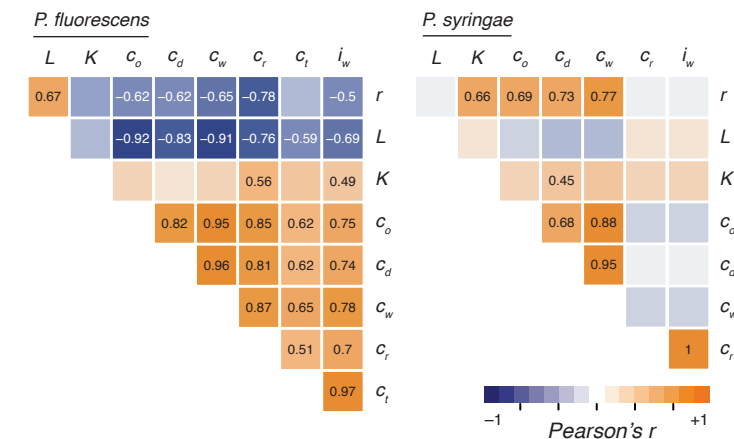 P. fluorescens P. syringae
L K c_o c_d c_w c_r c_t i_w L K c_o c_d c_w c_r i_w
0.67 −0.62 −0.62 −0.65 −0.78 −0.5 r 0.66 0.69 0.73 0.77 r
−0.92 −0.83 −0.91 −0.76 −0.59 −0.69 L L
0.56 0.49 K 0.45 K
0.82 0.95 0.85 0.62 0.75 c_o 0.68 0.88 c_o
0.96 0.81 0.62 0.74 c_d 0.95 c_d
0.87 0.65 0.78 c_w c_w
0.51 0.7 c_r 1 c_r
0.97 c_t
−1 +1
Pearson's r